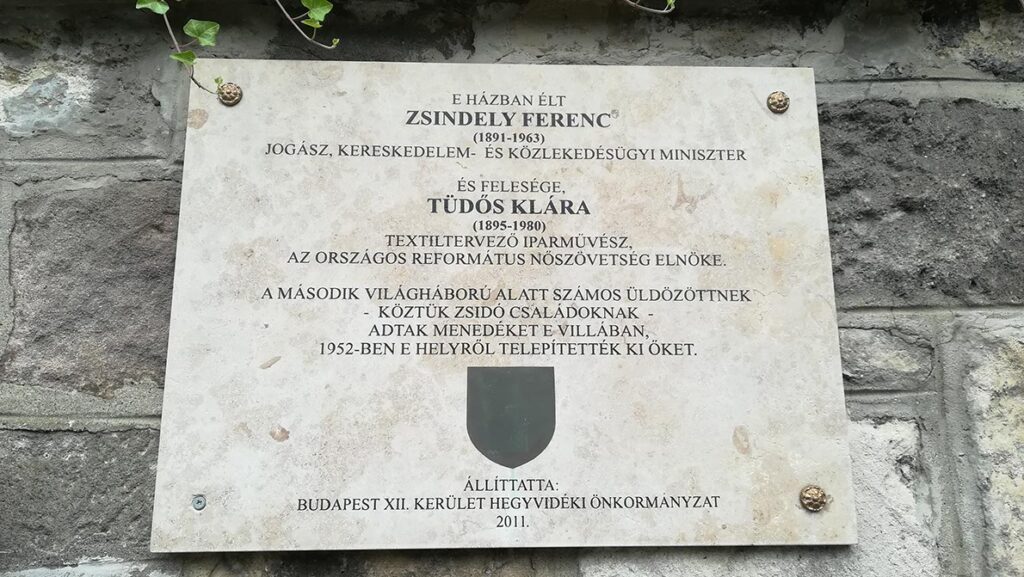 E HÁZBAN ÉLT
ZSINDELY FERENC
(1891-1963)
JOGÁSZ, KERESKEDELEM- ÉS KÖZLEKEDÉSÜGYI MINISZTER
ÉS FELESÉGE,
TÜDŐS KLÁRA
(1895-1980)
TEXTILTERVEZŐ IPARMŰVÉSZ,
AZ ORSZÁGOS REFORMÁTUS NŐSZÖVETSÉG ELNÖKE.
A MÁSODIK VILÁGHÁBORÚ ALATT SZÁMOS ÜLDÖZÖTTNEK
- KÖZTÜK ZSIDÓ CSALÁDOKNAK -
ADTAK MENEDÉKET E VILLÁBAN,
1952-BEN E HELYRŐL TELEPÍTETTÉK KI ŐKET.
ÁLLÍTTATTA:
BUDAPEST XII. KERÜLET HEGYVIDÉKI ÖNKORMÁNYZAT
2011.